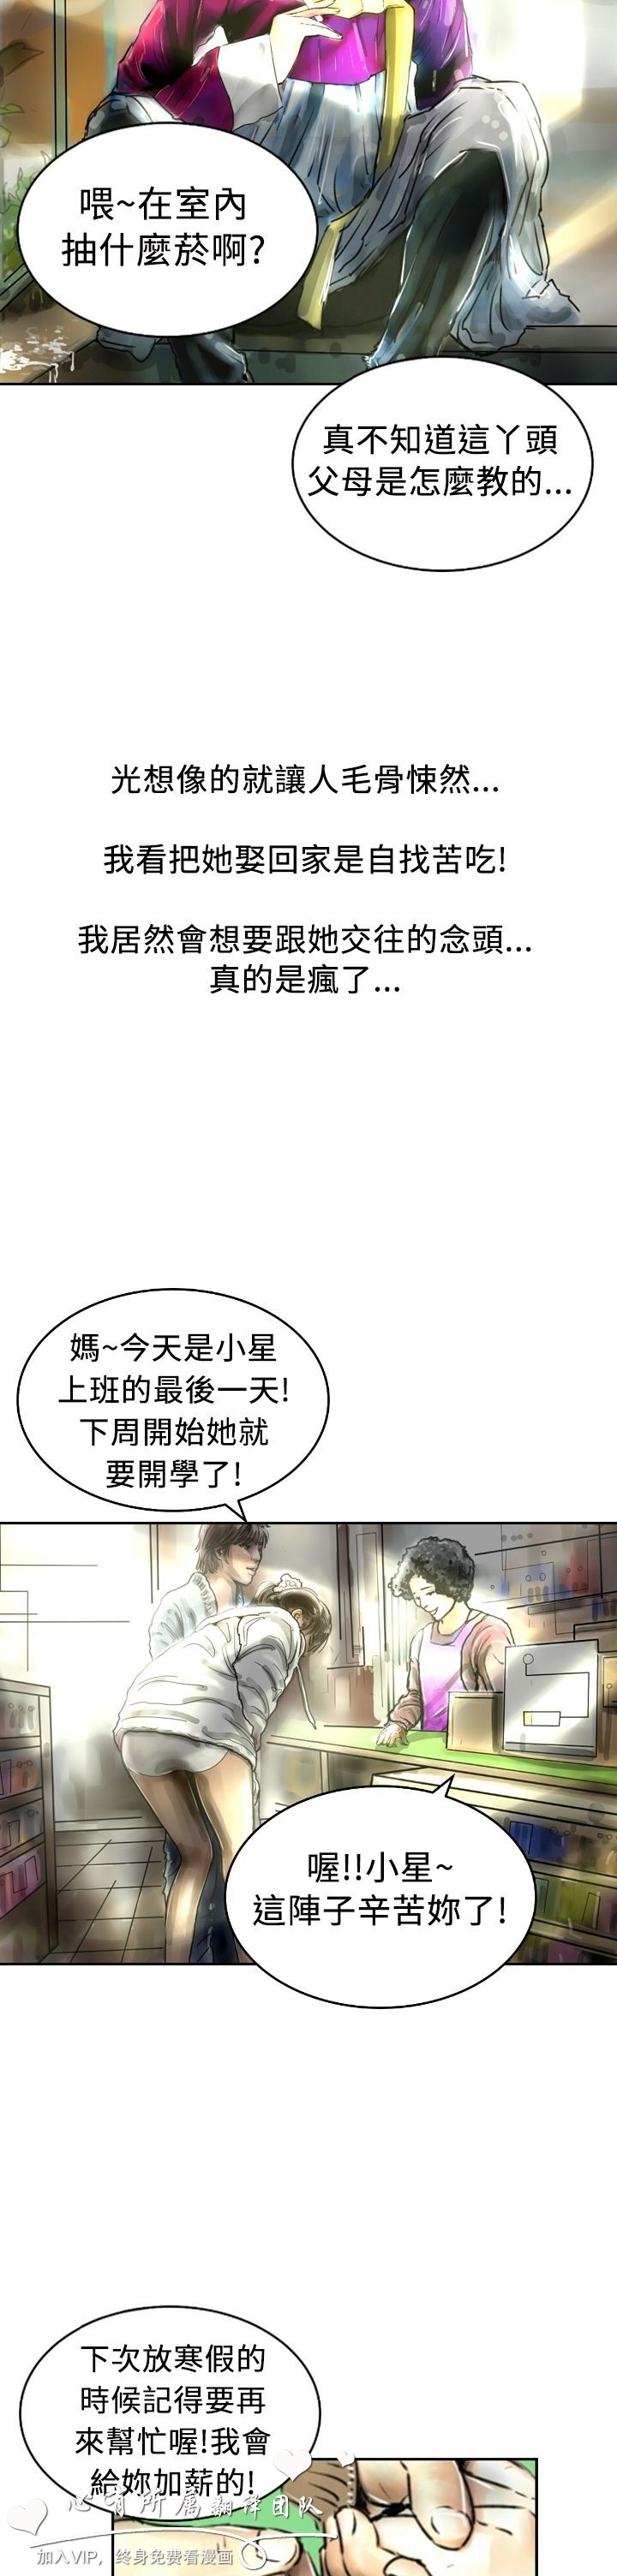 喂~在室內
抽什麼菸啊?
真不知道這丫頭
父母是怎麼教的...
光想像的就讓人毛骨悚然...
我看把她娶回家是自找苦吃!
我居然會想要跟她交往的念頭...
真的是瘋了...
媽~今天是小星
上班的最後一天!
下周開始她就
要開學了!
喔!!小星~
這陣子辛苦妳了!
下次放寒假的
時候記得要再
來幫忙喔!我會
給妳加薪的!
心有所属翻译团队
加入VIP，终身免费看漫画